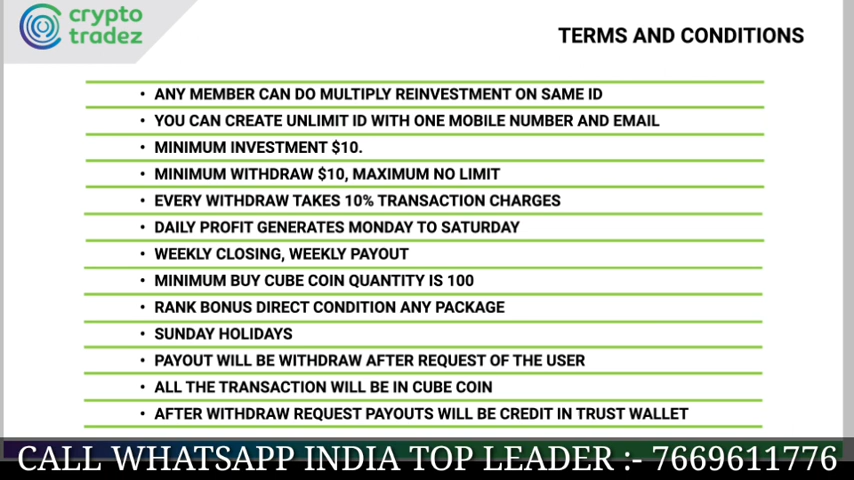 crypto
tradez
TERMS AND CONDITIONS
• ANY MEMBER CAN DO MULTIPLY REINVESTMENT ON SAME ID
• YOU CAN CREATE UNLIMIT ID WITH ONE MOBILE NUMBER AND EMAIL
• MINIMUM INVESTMENT $10.
• MINIMUM WITHDRAW $10, MAXIMUM NO LIMIT
• EVERY WITHDRAW TAKES 10% TRANSACTION CHARGES
• DAILY PROFIT GENERATES MONDAY TO SATURDAY
• WEEKLY CLOSING, WEEKLY PAYOUT
• MINIMUM BUY CUBE COIN QUANTITY IS 100
• RANK BONUS DIRECT CONDITION ANY PACKAGE
• SUNDAY HOLIDAYS
• PAYOUT WILL BE WITHDRAW AFTER REQUEST OF THE USER
• ALL THE TRANSACTION WILL BE IN CUBE COIN
• AFTER WITHDRAW REQUEST PAYOUTS WILL BE CREDIT IN TRUST WALLET
CALL WHATSAPP INDIA TOP LEADER :- 7669611776